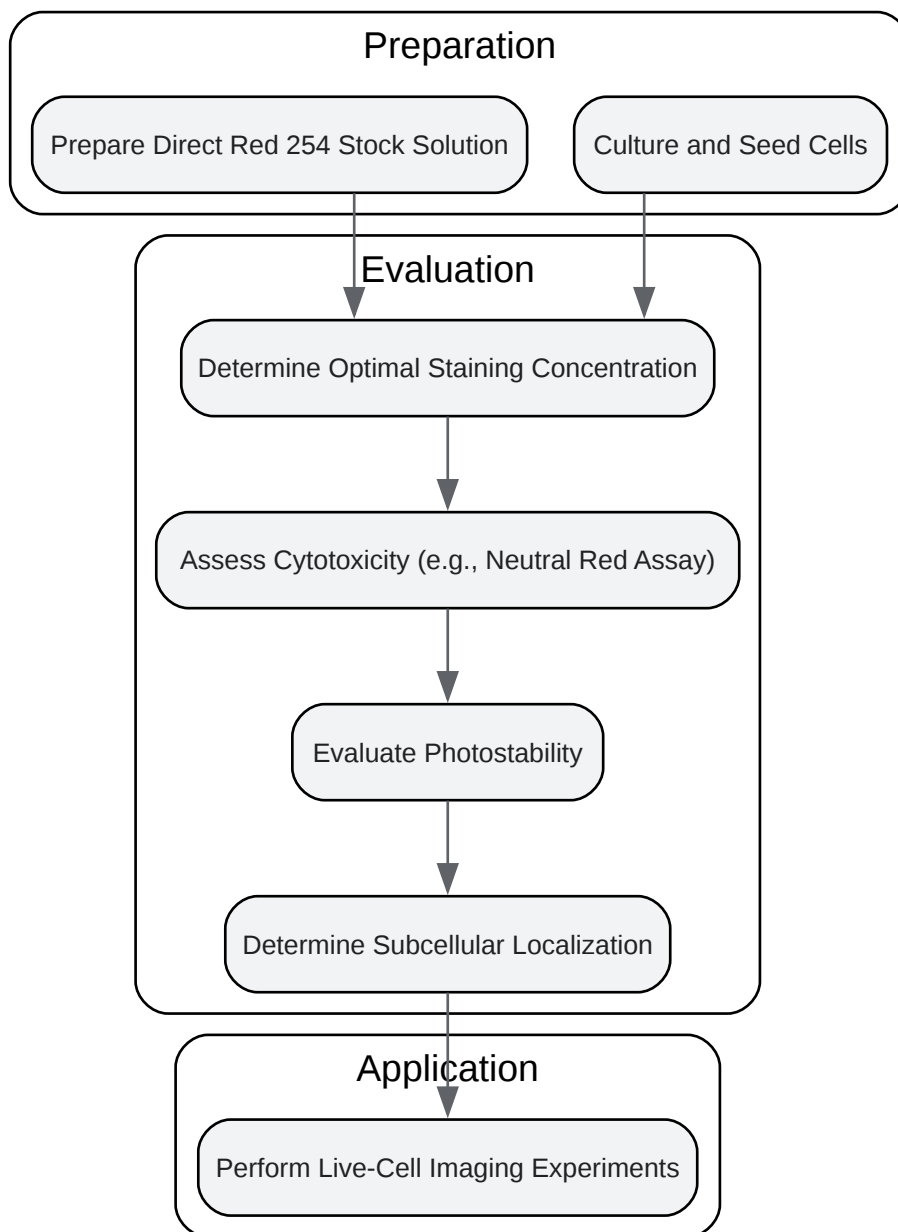 Preparation
Prepare Direct Red 254 Stock Solution
Culture and Seed Cells
Evaluation
Determine Optimal Staining Concentration
Assess Cytotoxicity (e.g., Neutral Red Assay)
Evaluate Photostability
Determine Subcellular Localization
Application
Perform Live-Cell Imaging Experiments